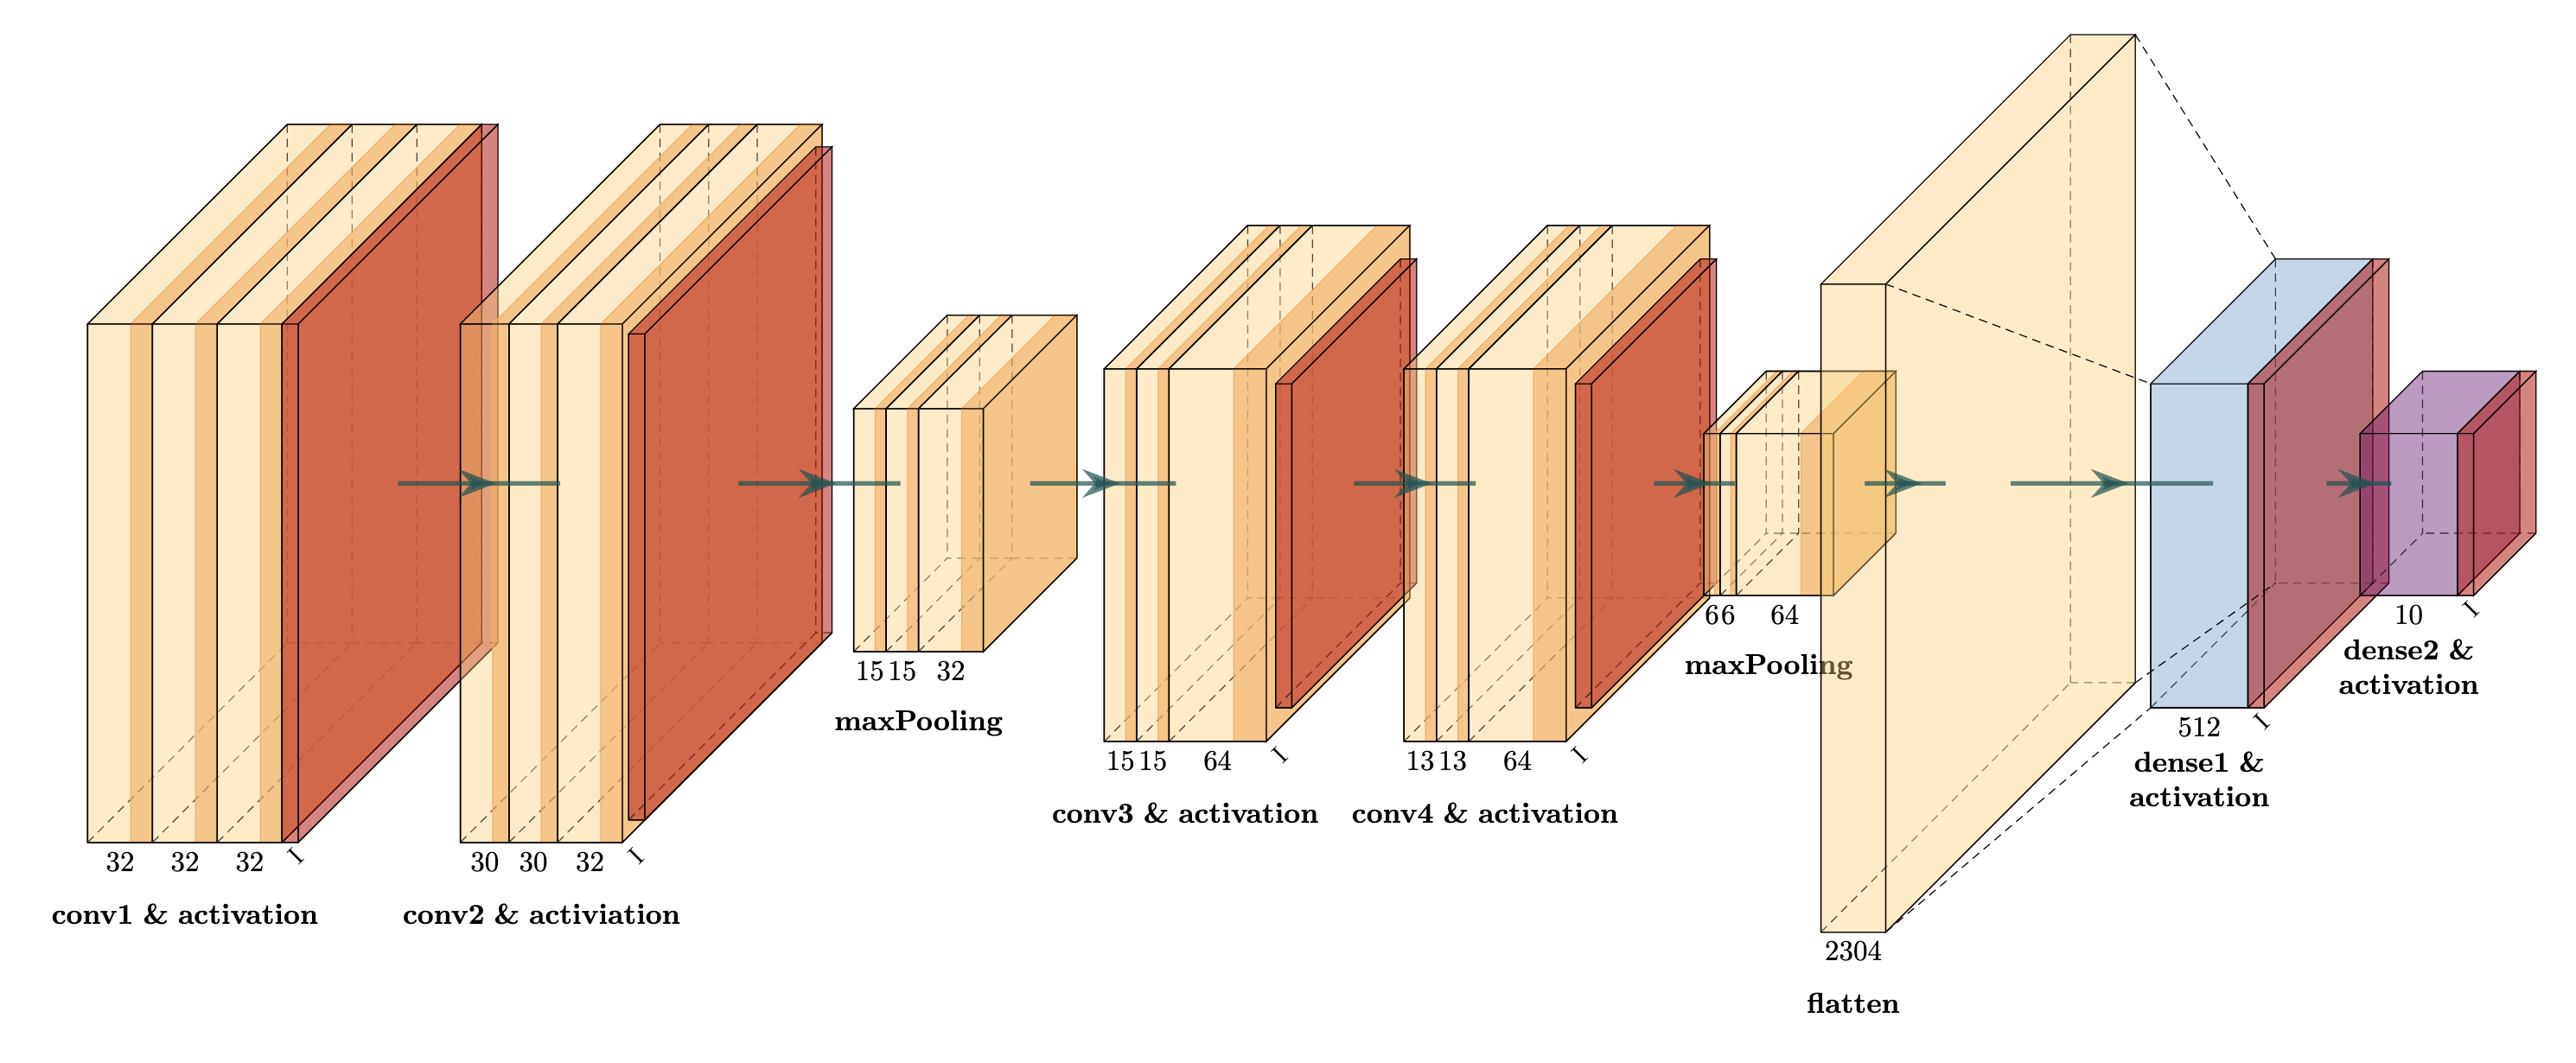 32 32 32 I
conv1 & activation
30 30 32 I
conv2 & activiation
15 15 32
maxPooling
15 15 64 I
conv3 & activation
13 13 64 I
conv4 & activation
6 6 64
maxPooling
2304
flatten
512 I
dense1 &
activation
10 I
dense2 &
activation